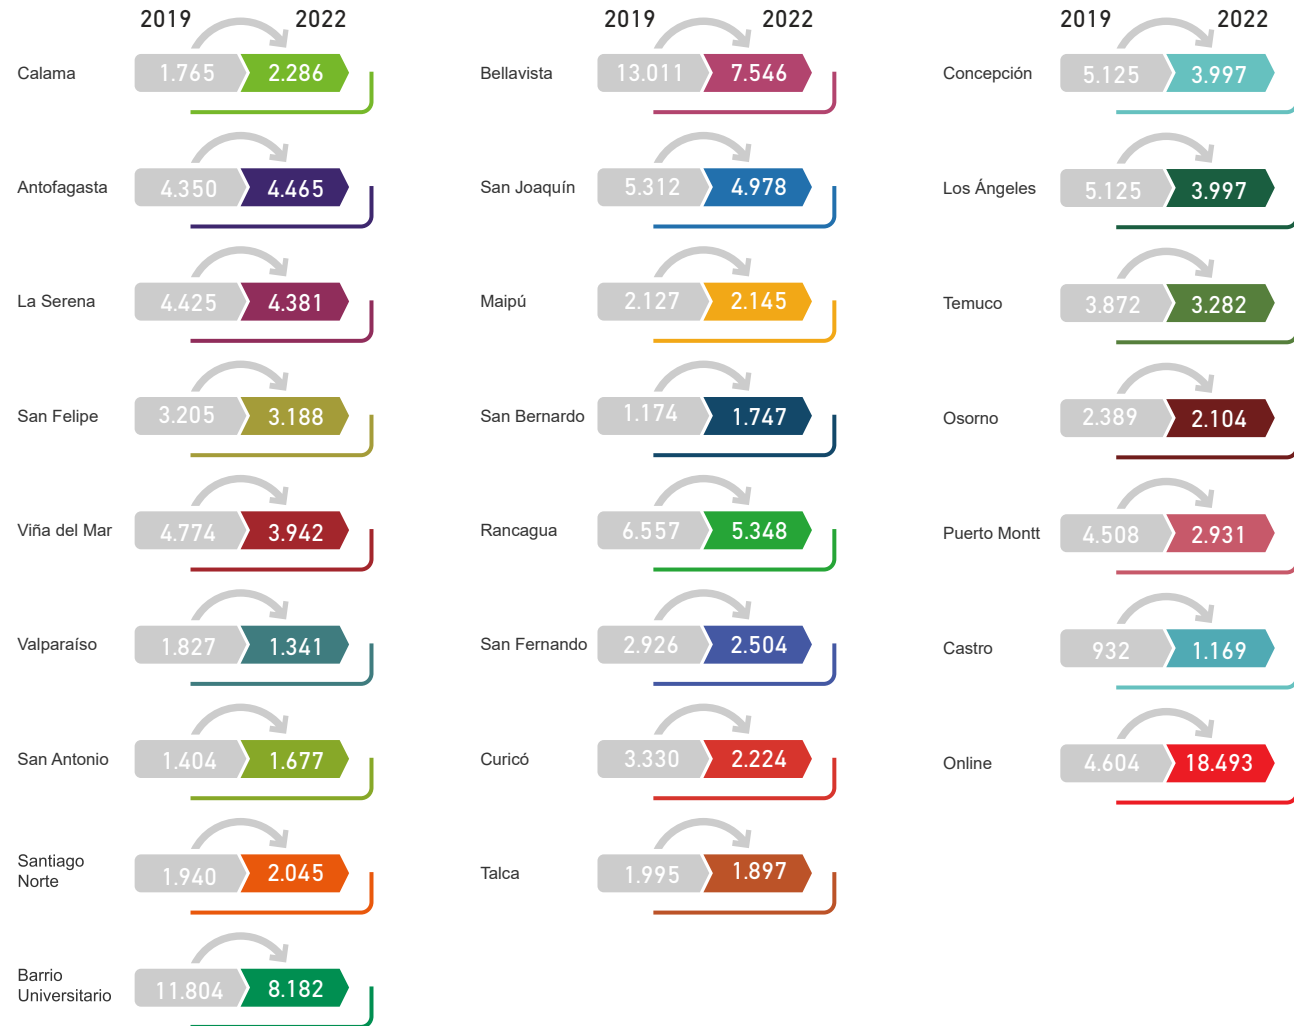 2019 2022
Calama 1.765 2.286
Antofagasta 4.350 4.465
La Serena 4.425 4.381
San Felipe 3.205 3.188
Viña del Mar 4.774 3.942
Valparaíso 1.827 1.341
San Antonio 1.404 1.677
Santiago
Norte 1.940 2.045
Barrio
Universitario 11.804 8.182
2019 2022
Bellavista 13.011 7.546
San Joaquín 5.312 4.978
Maipú 2.127 2.145
San Bernardo 1.174 1.747
Rancagua 6.557 5.348
San Fernando 2.926 2.504
Curicó 3.330 2.224
Talca 1.995 1.897
2019 2022
Concepción 5.125 3.997
Los Ángeles 5.125 3.997
Temuco 3.872 3.282
Osorno 2.389 2.104
Puerto Montt 4.508 2.931
Castro 932 1.169
Online 4.604 18.493